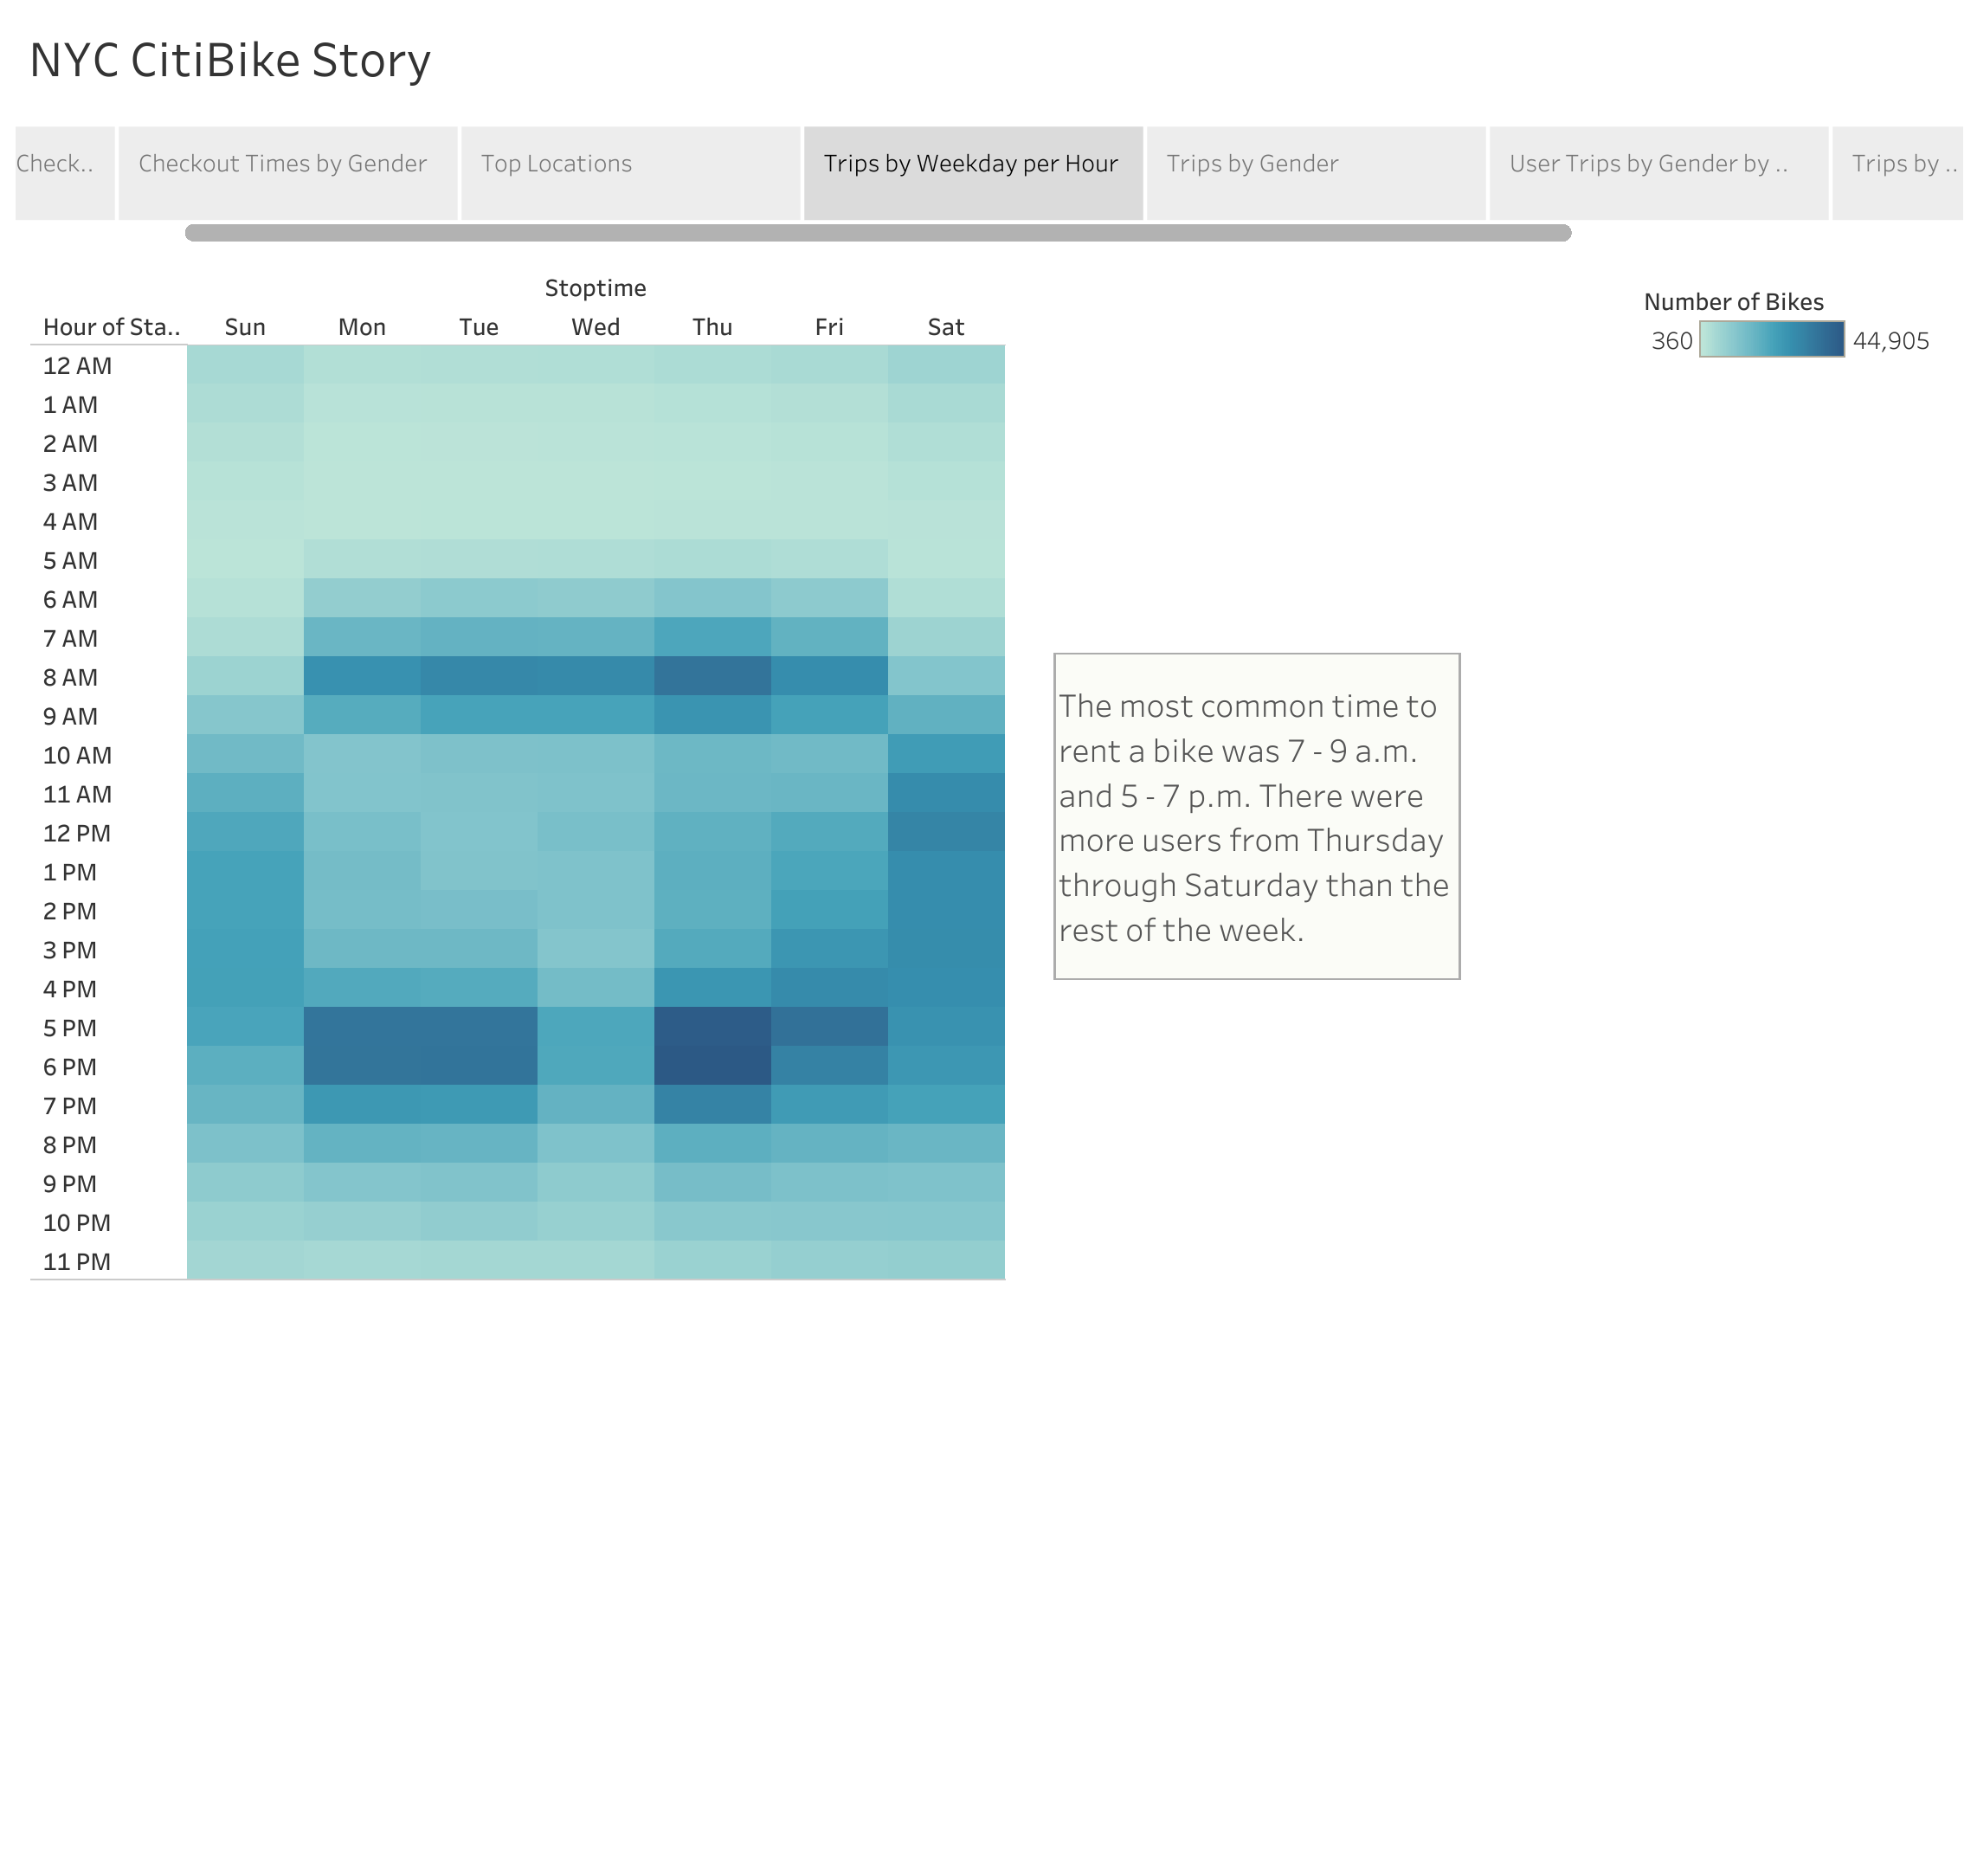 NYC CitiBike Story
Check..
Checkout Times by Gender
Top Locations
Trips by Weekday per Hour
Trips by Gender
User Trips by Gender by ..
Trips by ..
Stoptime
Hour of Sta.. Sun Mon Tue Wed Thu Fri Sat
12 AM
1 AM
2 AM
3 AM
4 AM
5 AM
6 AM
7 AM
8 AM
9 AM
10 AM
11 AM
12 PM
1 PM
2 PM
3 PM
4 PM
5 PM
6 PM
7 PM
8 PM
9 PM
10 PM
11 PM
The most common time to
rent a bike was 7 - 9 a.m.
and 5 - 7 p.m. There were
more users from Thursday
through Saturday than the
rest of the week.
Number of Bikes
360 44,905